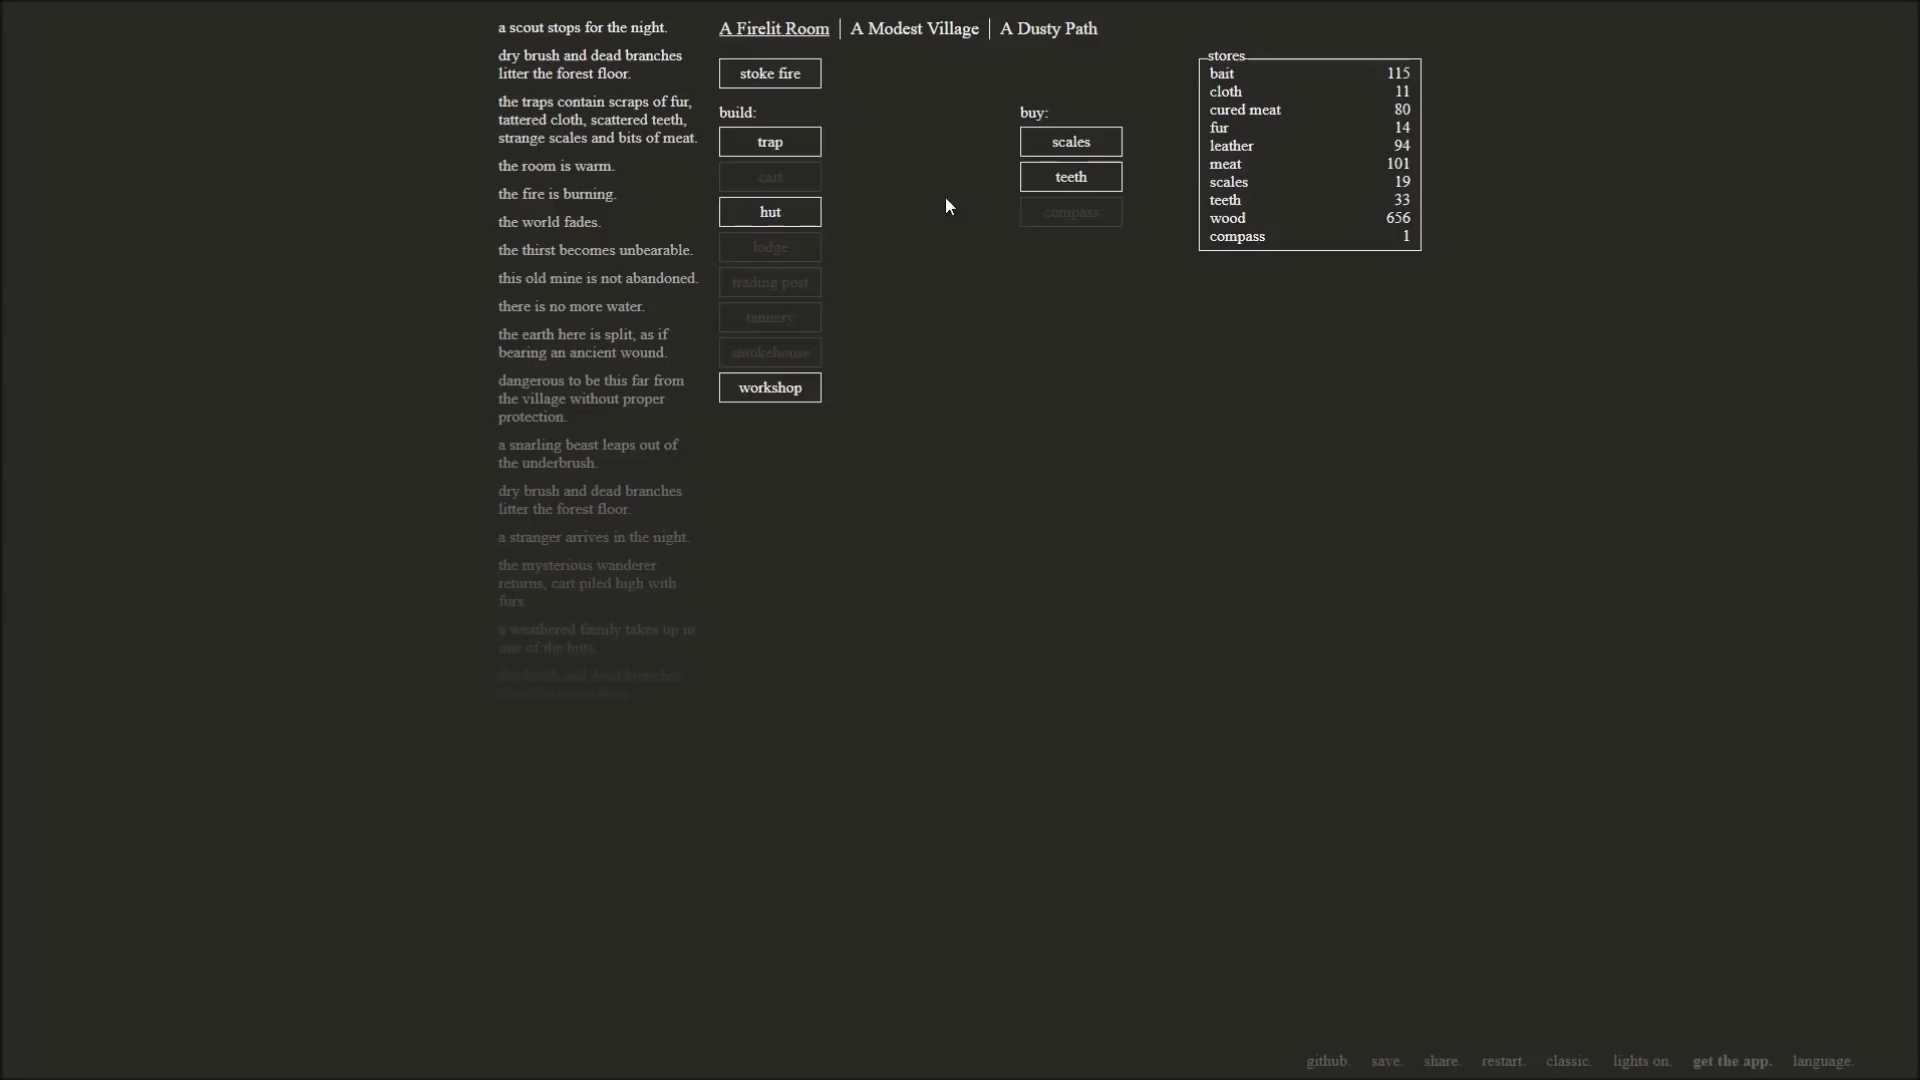 a scout stops for the night.
dry brush and dead branches
litter the forest floor.
the traps contain scraps of fur,
tattered cloth, scattered teeth,
strange scales and bits of meat.
the room is warm.
the fire is burning.
the world fades.
the thirst becomes unbearable.
this old mine is not abandoned.
there is no more water.
the earth here is split, as if
bearing an ancient wound.
dangerous to be this far from
the village without proper
protection.
a snarling beast leaps out of
the underbrush.
dry brush and dead branches
litter the forest floor.
a stranger arrives in the night.
the mysterious wanderer
returns, cart piled high with
furs.
a weathered family takes up in
one of the huts.
dry brush and dead branches
A Firelit Room | A Modest Village | A Dusty Path
stoke fire
build:
trap
cart
hut
lodge
trading post
tannery
smokehouse
workshop
buy:
scales
teeth
compass
stores
bait 115
cloth 11
cured meat 80
fur 14
leather 94
meat 101
scales 19
teeth 33
wood 656
compass 1
github. save. share. restart. classic. lights on. get the app. language.